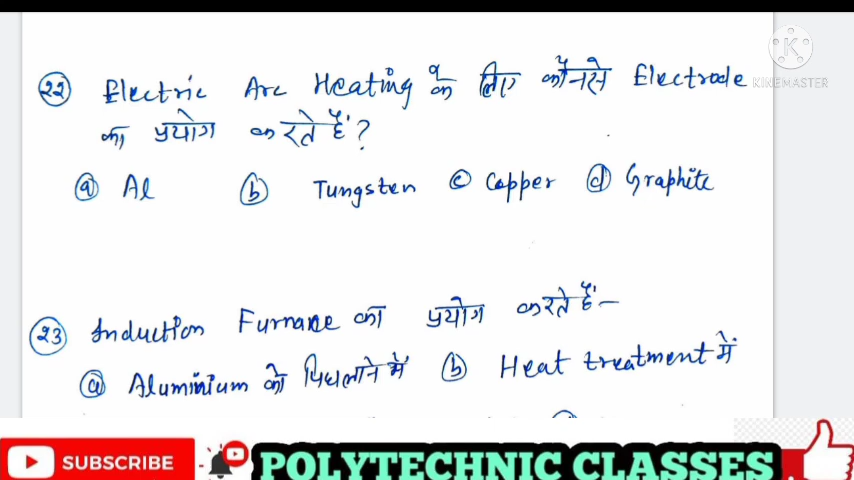 K
KINEMASTER
22 Electric Arc Heating के लिए कौनसे Electrode
का प्रयोग करते हैं?
a Al b Tungsten c Copper d Graphite
23 Induction Furnace का प्रयोग करते हैं-
a Aluminium को पिघलाने में b Heat treatment में
SUBSCRIBE POLYTECHNIC CLASSES